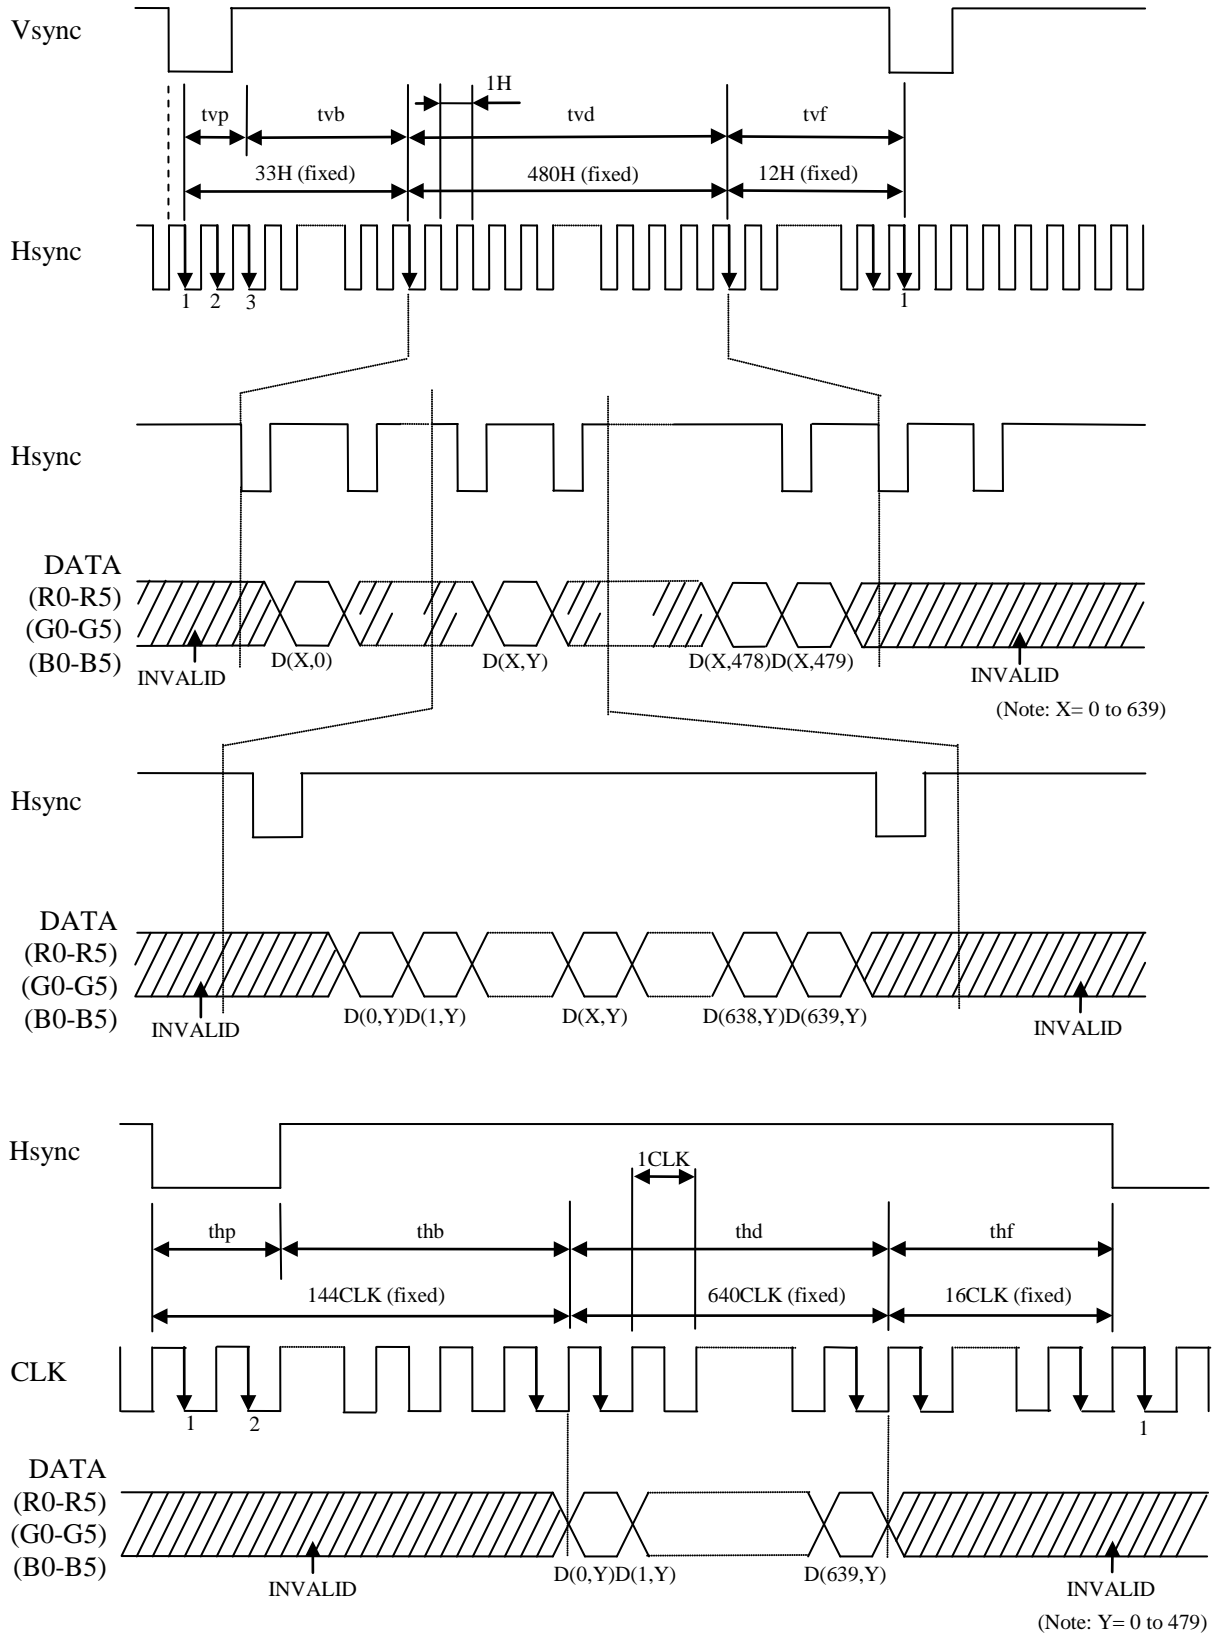 Vsync
1H
tvp
tvb
tvd
tvf
33H (fixed)
480H (fixed)
12H (fixed)
Hsync
1
2
3
1
Hsync
DATA
(R0-R5)
(G0-G5)
(B0-B5)
D(X,0)
D(X,Y)
D(X,478)D(X,479)
INVALID
INVALID
(Note: X= 0 to 639)
Hsync
DATA
(R0-R5)
(G0-G5)
(B0-B5)
D(0,Y)D(1,Y)
D(X,Y)
D(638,Y)D(639,Y)
INVALID
INVALID
Hsync
1CLK
thp
thb
thd
thf
144CLK (fixed)
640CLK (fixed)
16CLK (fixed)
CLK
1
2
1
DATA
(R0-R5)
(G0-G5)
(B0-B5)
D(0,Y)D(1,Y)
D(639,Y)
INVALID
INVALID
(Note: Y= 0 to 479)